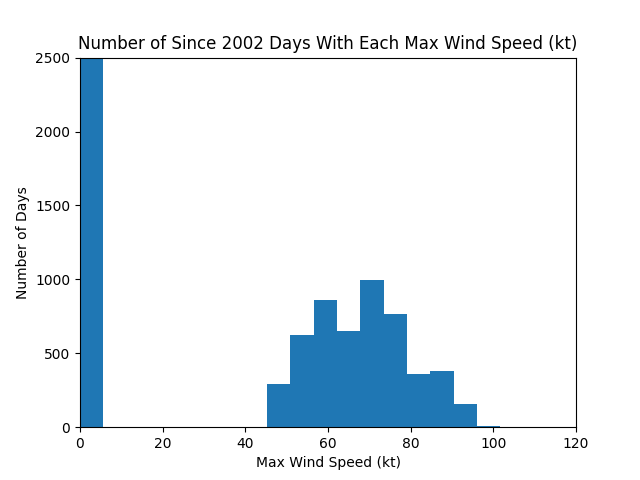 Number of Since 2002 Days With Each Max Wind Speed (kt)
2500
2000
1500
1000
500
0
Number of Days
0 20 40 60 80 100 120
Max Wind Speed (kt)